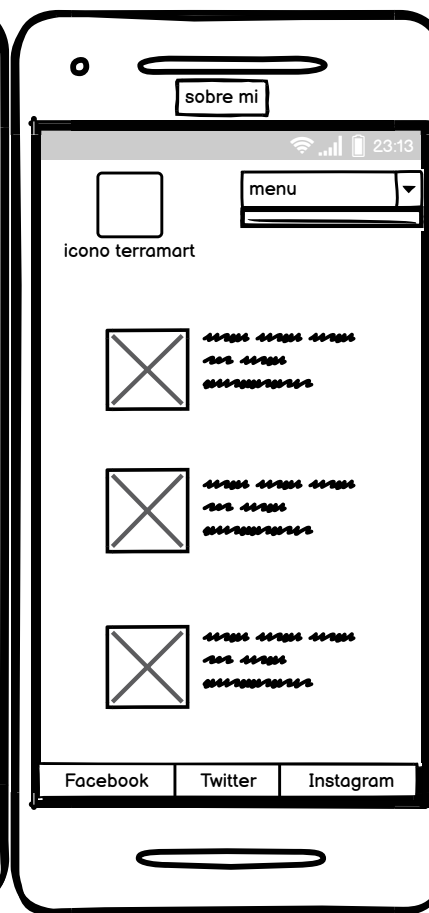 sobre mi
23:13
menu
icono terramart
Facebook Twitter Instagram